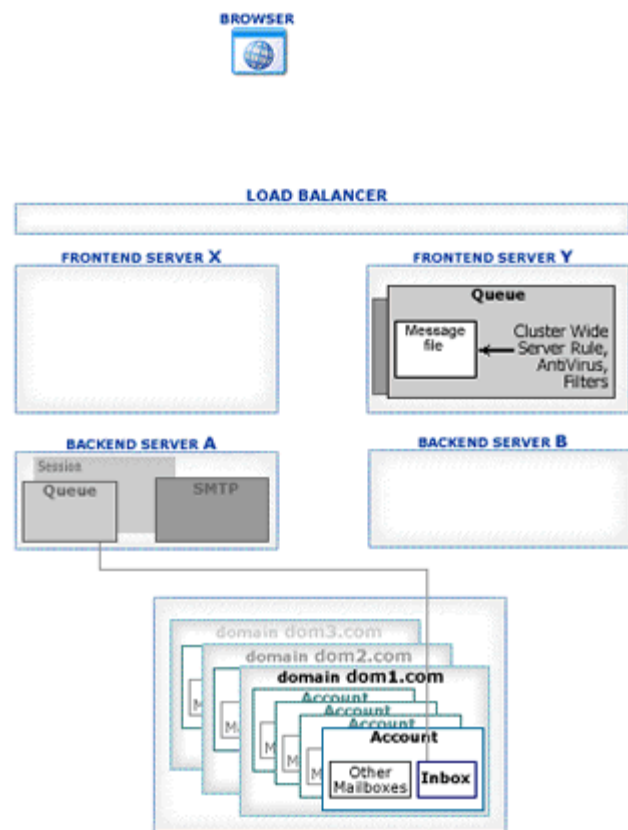 BROWSER
LOAD BALANCER
FRONTEND SERVER X
FRONTEND SERVER Y
Queue
Message
file
Cluster Wide
Server Rule,
AntiVirus,
Filters
BACKEND SERVER A
BACKEND SERVER B
Session
Queue
SMTP
domain dom3.com
domain dom2.com
domain dom1.com
Account
Account
Account
Account
M
M
M
M
M
Other
Mailboxes
Inbox